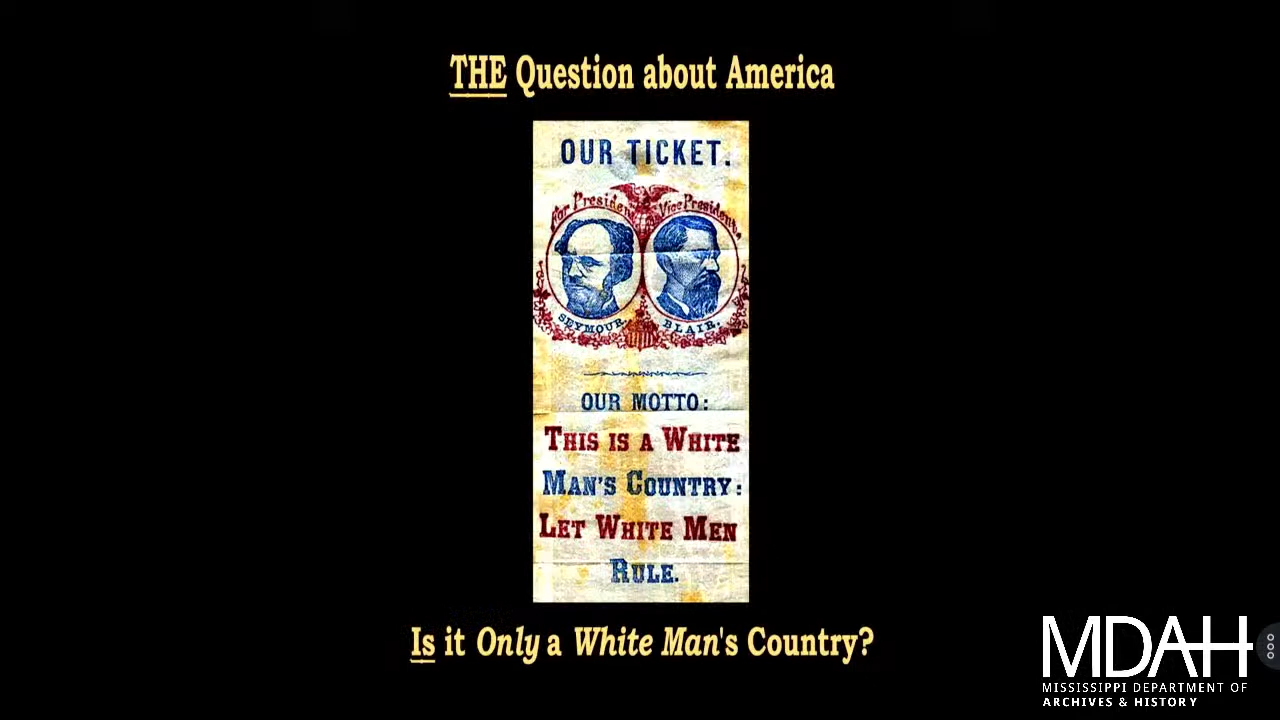 THE Question about America
OUR TICKET.
For President Vice President.
SEYMOUR. BLAIR.
OUR MOTTO:
THIS IS A WHITE
MAN'S COUNTRY:
LET WHITE MEN
RULE.
Is it Only a White Man's Country?
MDAH
MISSISSIPPI DEPARTMENT OF
ARCHIVES & HISTORY